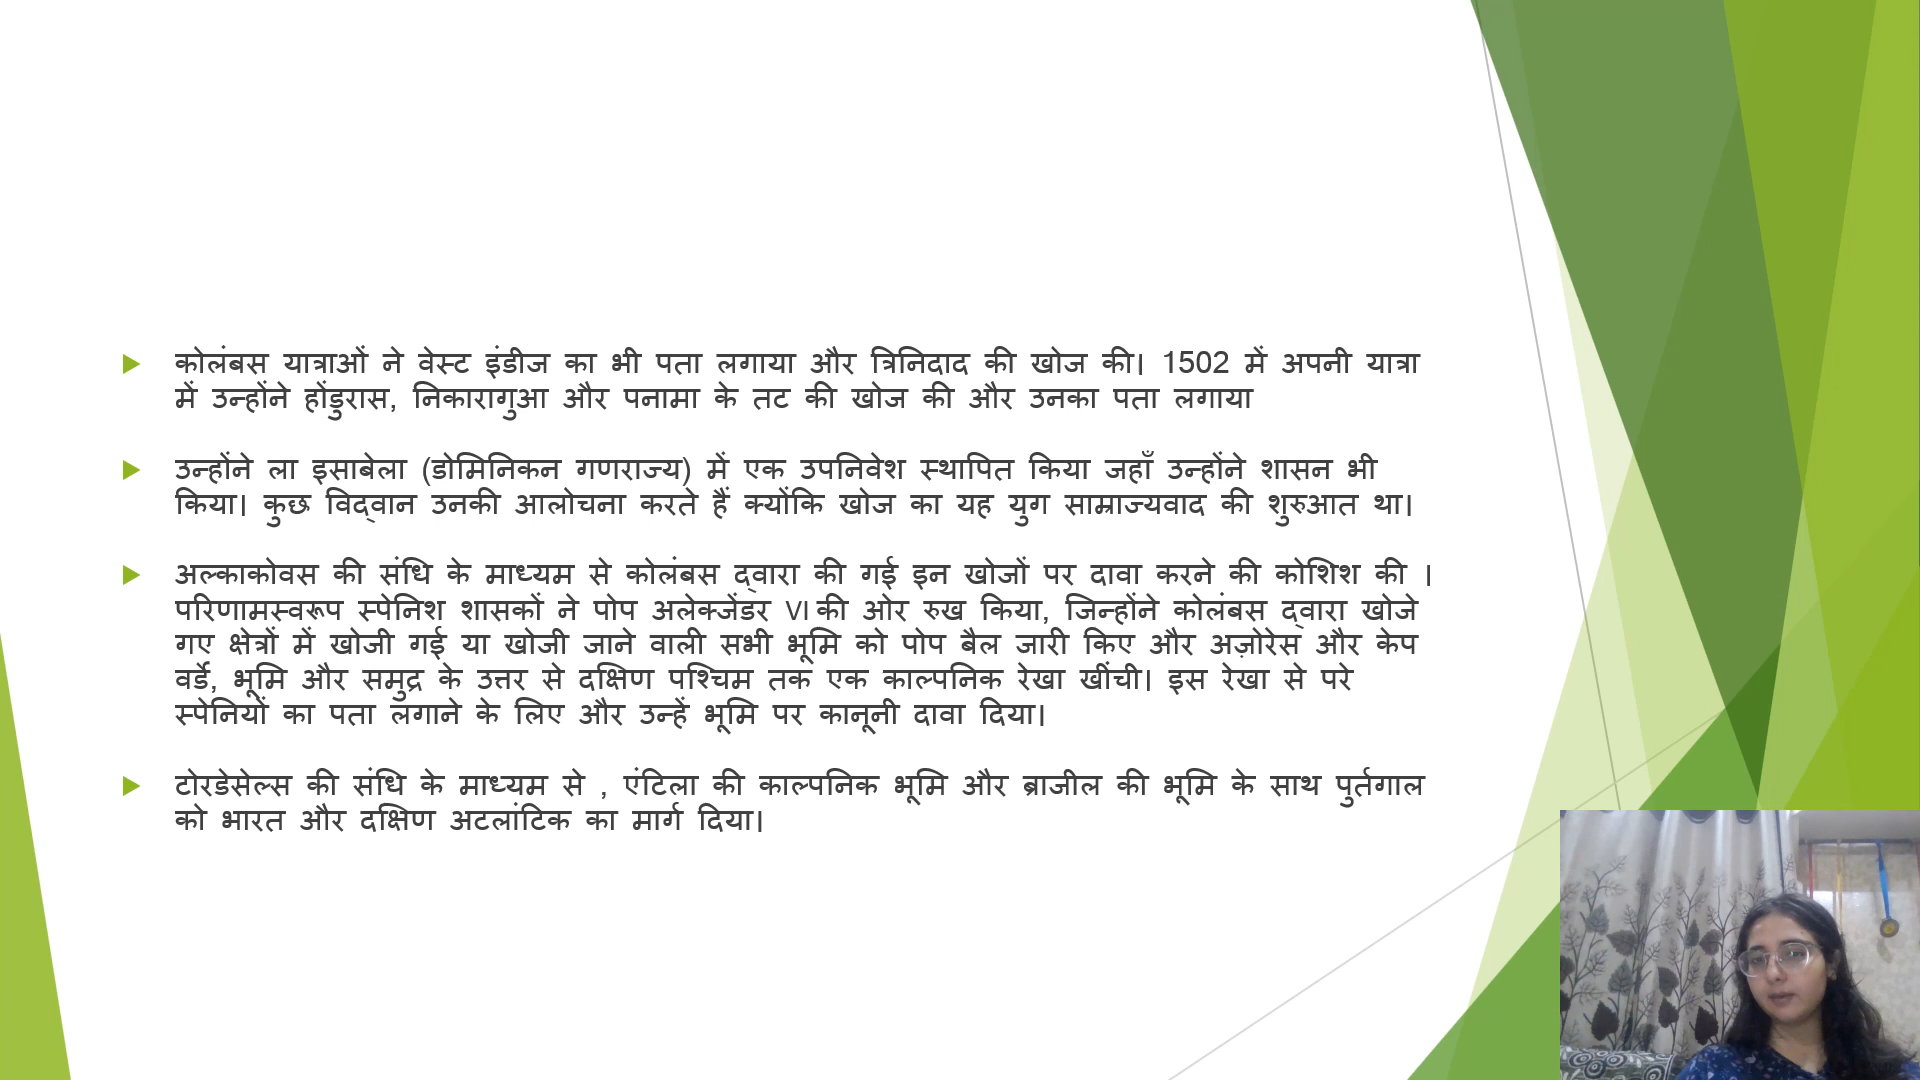 कोलंबस यात्राओं ने वेस्ट इंडीज का भी पता लगाया और त्रिनिदाद की खोज की। 1502 में अपनी यात्रा
में उन्होंने होंडुरास, निकारागुआ और पनामा के तट की खोज की और उनका पता लगाया
उन्होंने ला इसाबेला (डोमिनिकन गणराज्य) में एक उपनिवेश स्थापित किया जहाँ उन्होंने शासन भी
किया। कुछ विद्वान उनकी आलोचना करते हैं क्योंकि खोज का यह युग साम्राज्यवाद की शुरुआत था।
अल्काकोवस की संधि के माध्यम से कोलंबस द्वारा की गई इन खोजों पर दावा करने की कोशिश की ।
परिणामस्वरूप स्पेनिश शासकों ने पोप अलेक्जेंडर VI की ओर रुख किया, जिन्होंने कोलंबस द्वारा खोजे
गए क्षेत्रों में खोजी गई या खोजी जाने वाली सभी भूमि को पोप बैल जारी किए और अज़ोरेस और केप
वर्डे, भूमि और समुद्र के उत्तर से दक्षिण पश्चिम तक एक काल्पनिक रेखा खींची। इस रेखा से परे
स्पेनियों का पता लगाने के लिए और उन्हें भूमि पर कानूनी दावा दिया।
टोरडेसेल्स की संधि के माध्यम से , एंटिला की काल्पनिक भूमि और ब्राजील की भूमि के साथ पुर्तगाल
को भारत और दक्षिण अटलांटिक का मार्ग दिया।